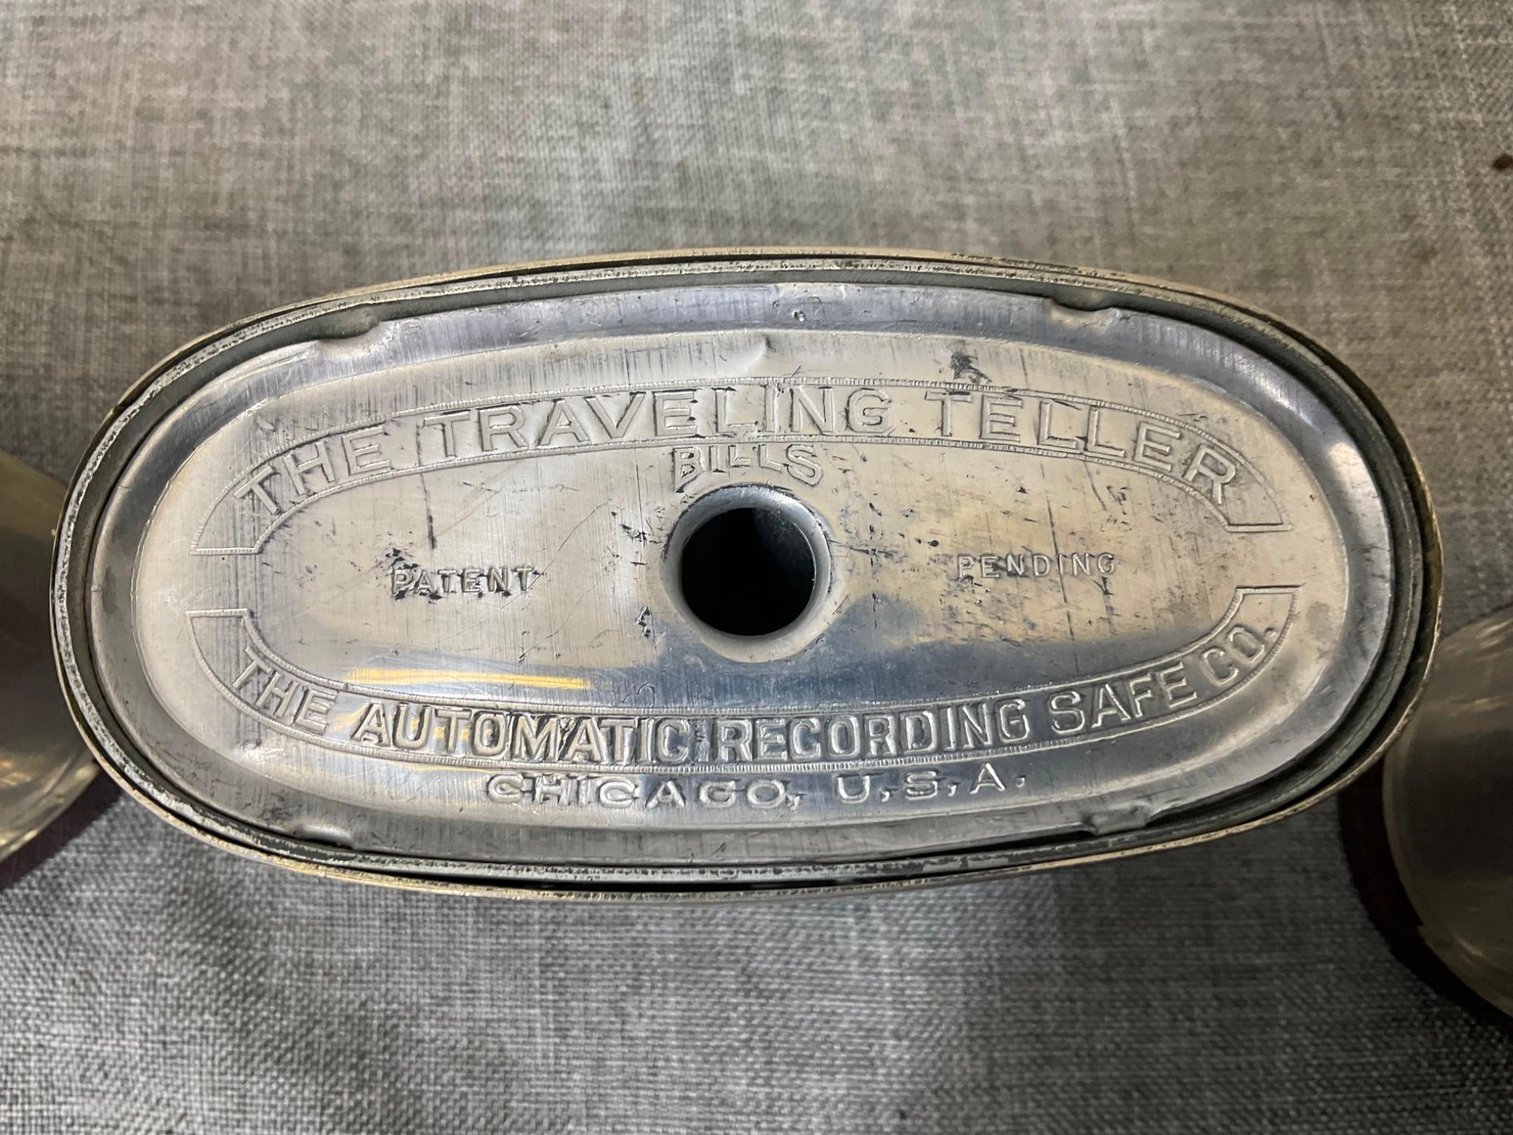 THE TRAVELING TELLER
BILLS
PATENT PENDING
THE AUTOMATIC RECORDING SAFE CO.
CHICAGO, U.S.A.